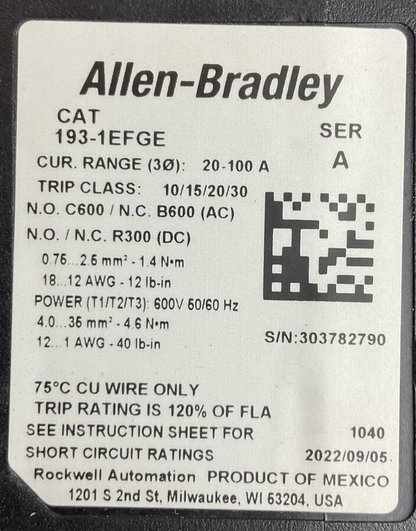 Allen-Bradley
CAT
193-1EFGE
SER
A
CUR. RANGE (3Ø): 20-100 A
TRIP CLASS: 10/15/20/30
N.O. C600 / N.C. B600 (AC)
N.O. / N.C. R300 (DC)
0.75...2.5 mm² - 1.4 N•m
18...12 AWG - 12 lb-in
POWER (T1/T2/T3): 600V 50/60 Hz
4.0...35 mm² - 4.6 N•m
12...1 AWG - 40 lb-in
S/N:303782790
75°C CU WIRE ONLY
TRIP RATING IS 120% OF FLA
SEE INSTRUCTION SHEET FOR 1040
SHORT CIRCUIT RATINGS 2022/09/05
Rockwell Automation PRODUCT OF MEXICO
1201 S 2nd St, Milwaukee, WI 53204, USA